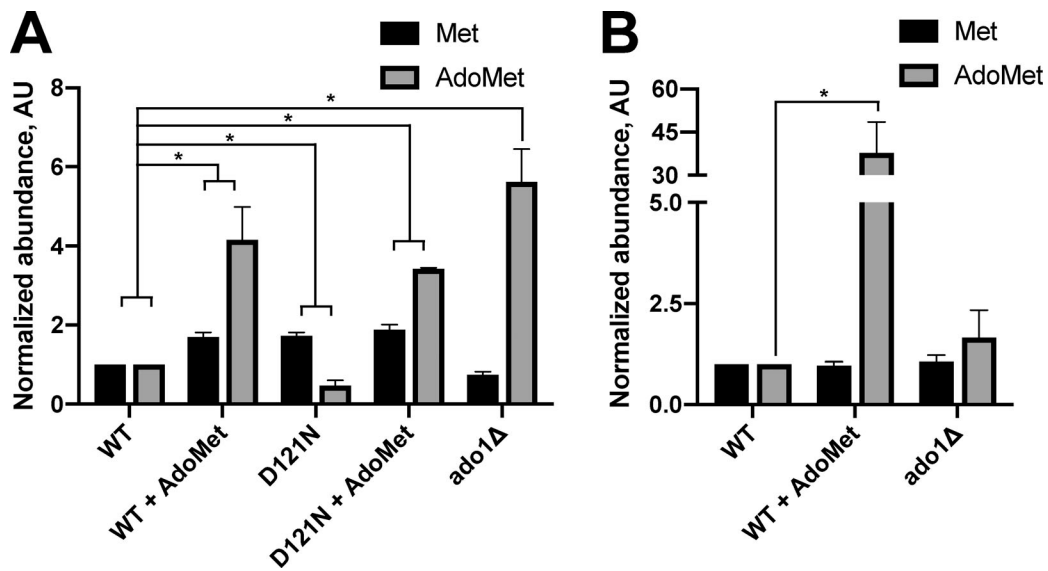 A
Met
AdoMet
Normalized abundance, AU
8
6
4
2
0
*
*
*
*
WT
WT + AdoMet
D121N
D121N + AdoMet
ado1Δ
B
Met
AdoMet
Normalized abundance, AU
60
45
30
5.0
2.5
0.0
*
WT
WT + AdoMet
ado1Δ